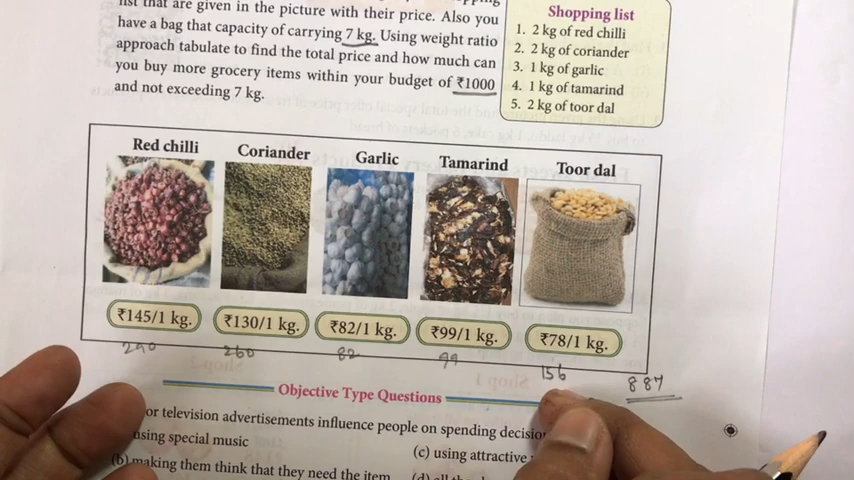 list that are given in the picture with their price. Also you
have a bag that capacity of carrying 7 kg. Using weight ratio
approach tabulate to find the total price and how much can
you buy more grocery items within your budget of ₹1000
and not exceeding 7 kg.
Shopping list
1. 2 kg of red chilli
2. 2 kg of coriander
3. 1 kg of garlic
4. 1 kg of tamarind
5. 2 kg of toor dal
Red chilli Coriander Garlic Tamarind Toor dal
₹145/1 kg. ₹130/1 kg. ₹82/1 kg. ₹99/1 kg. ₹78/1 kg.
290 260 82 99 156 887
Objective Type Questions
or television advertisements influence people on spending
using special music
(c) using attractive
(b) making them think that they need the item